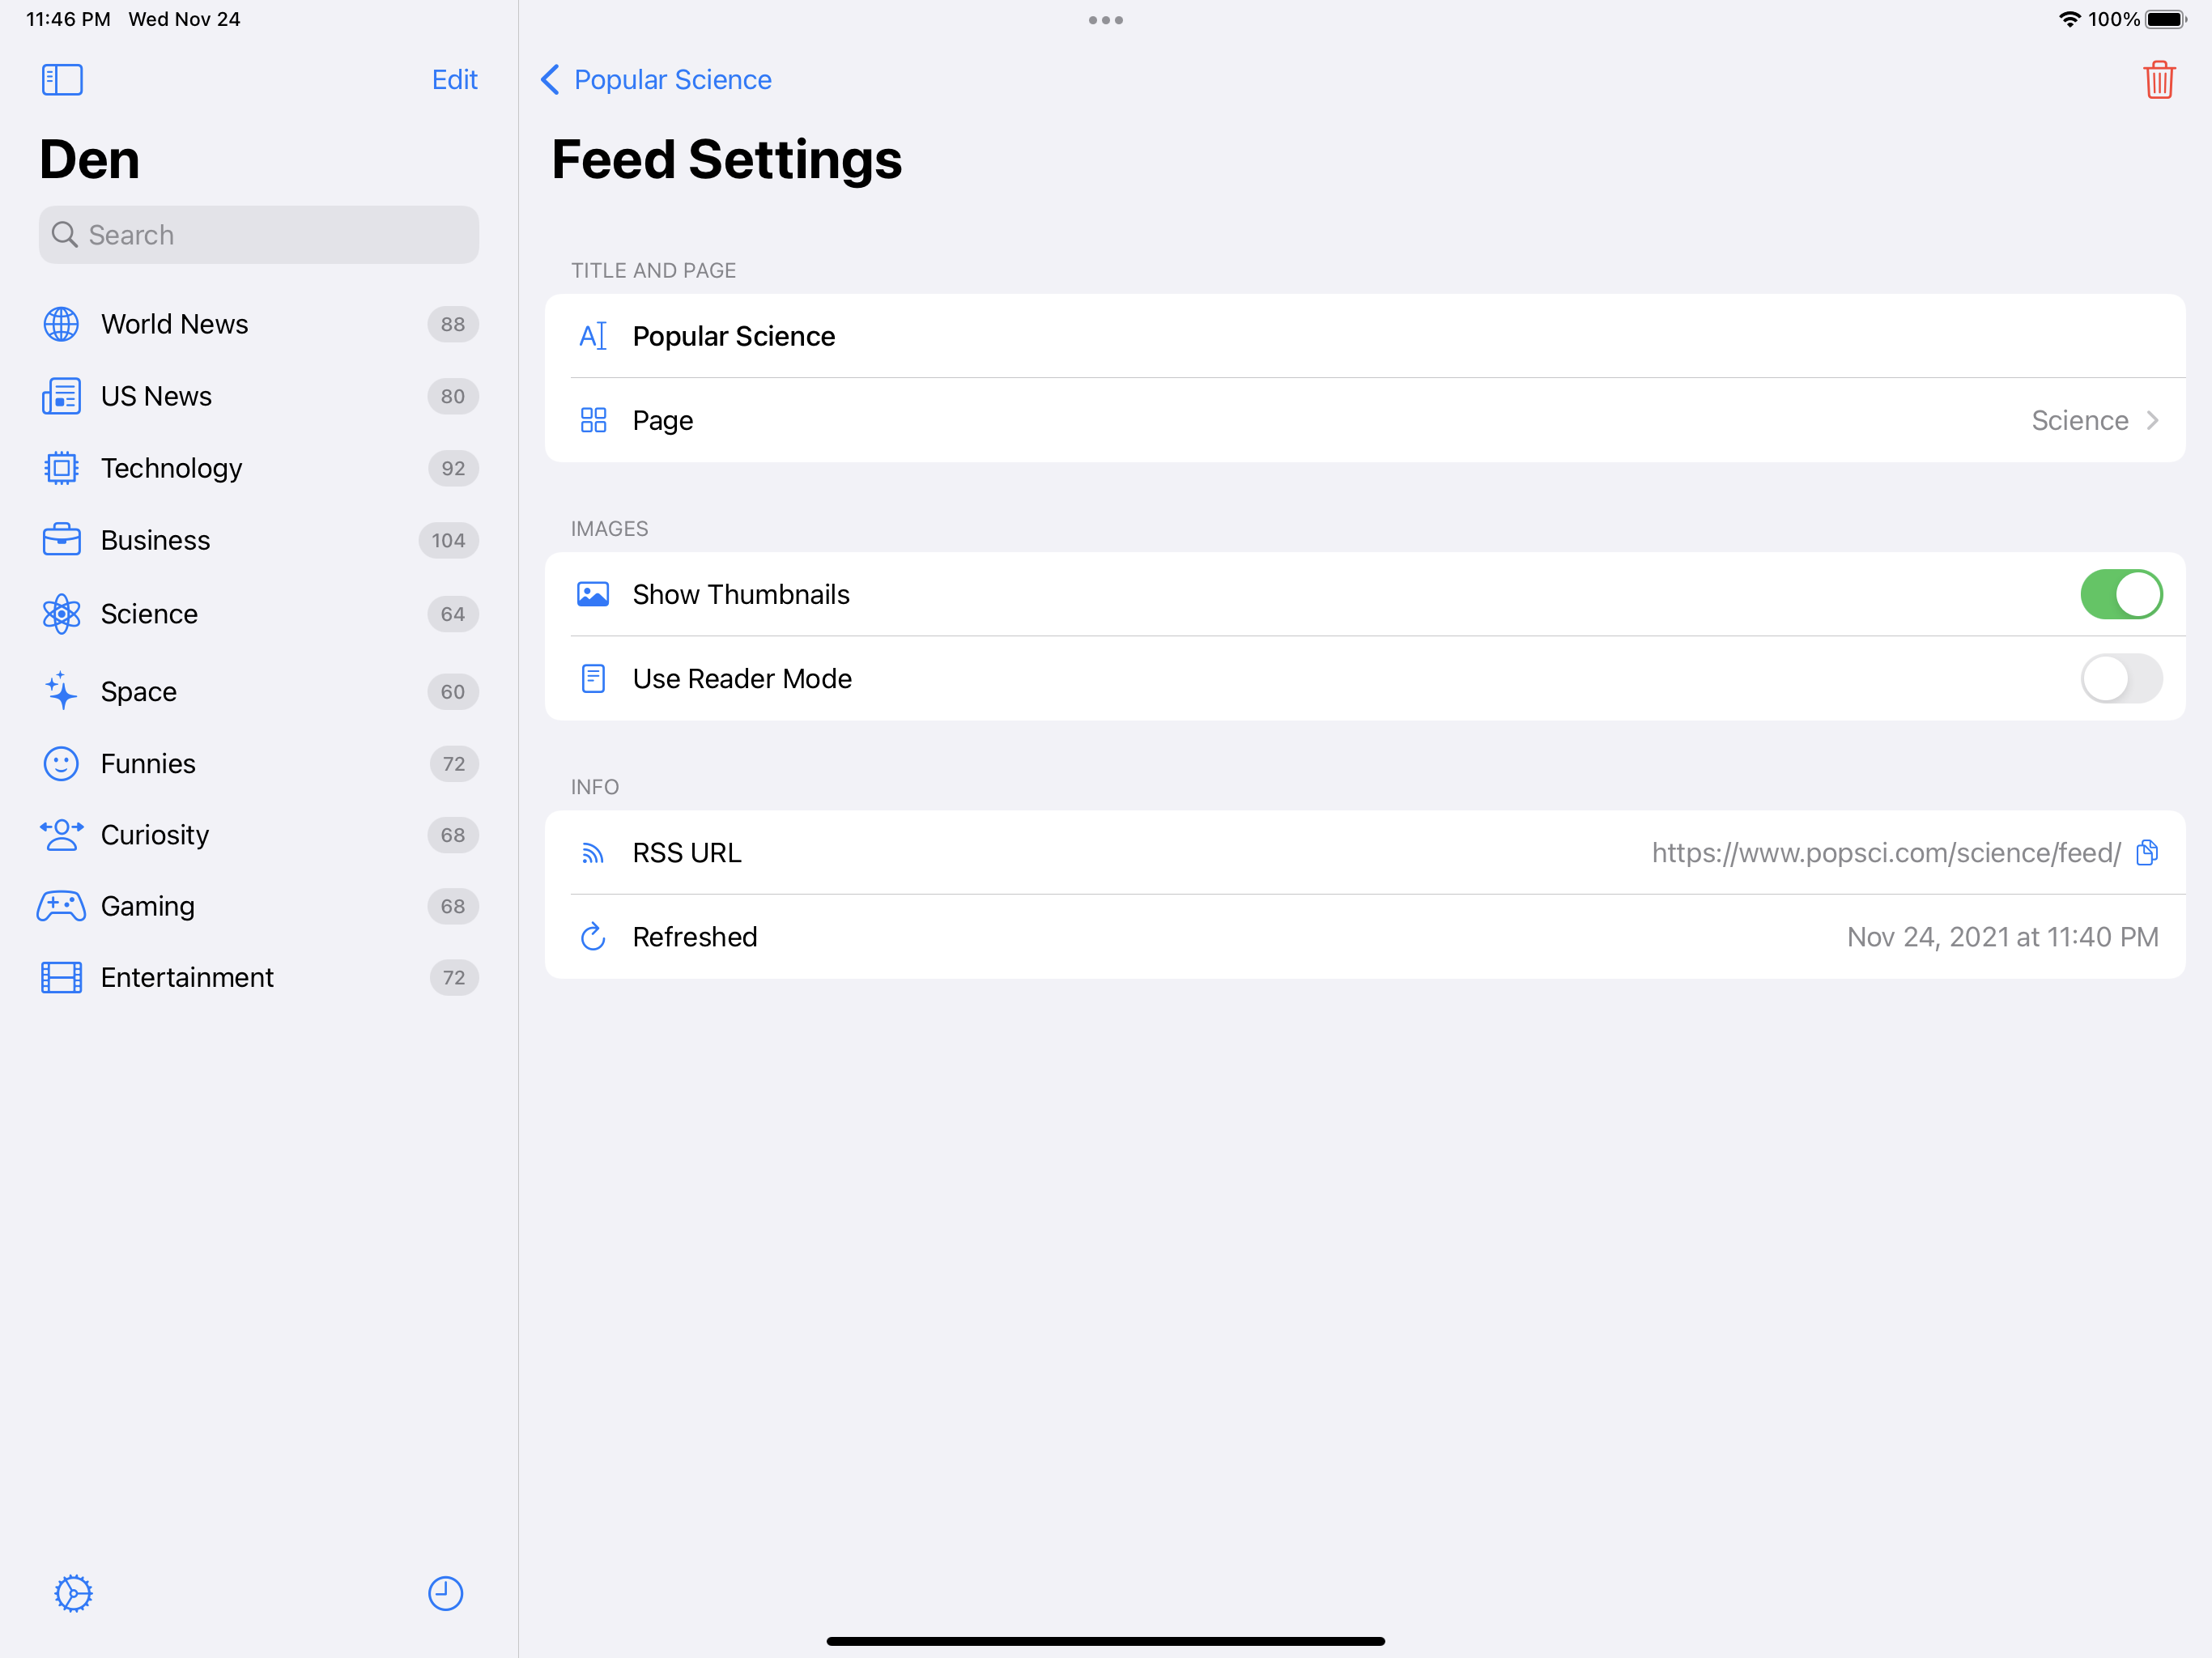 11:46 PM Wed Nov 24
100%
Edit
Den
Search
World News 88
US News 80
Technology 92
Business 104
Science 64
Space 60
Funnies 72
Curiosity 68
Gaming 68
Entertainment 72
Popular Science
Feed Settings
TITLE AND PAGE
Popular Science
Page Science
IMAGES
Show Thumbnails
Use Reader Mode
INFO
RSS URL https://www.popsci.com/science/feed/
Refreshed Nov 24, 2021 at 11:40 PM